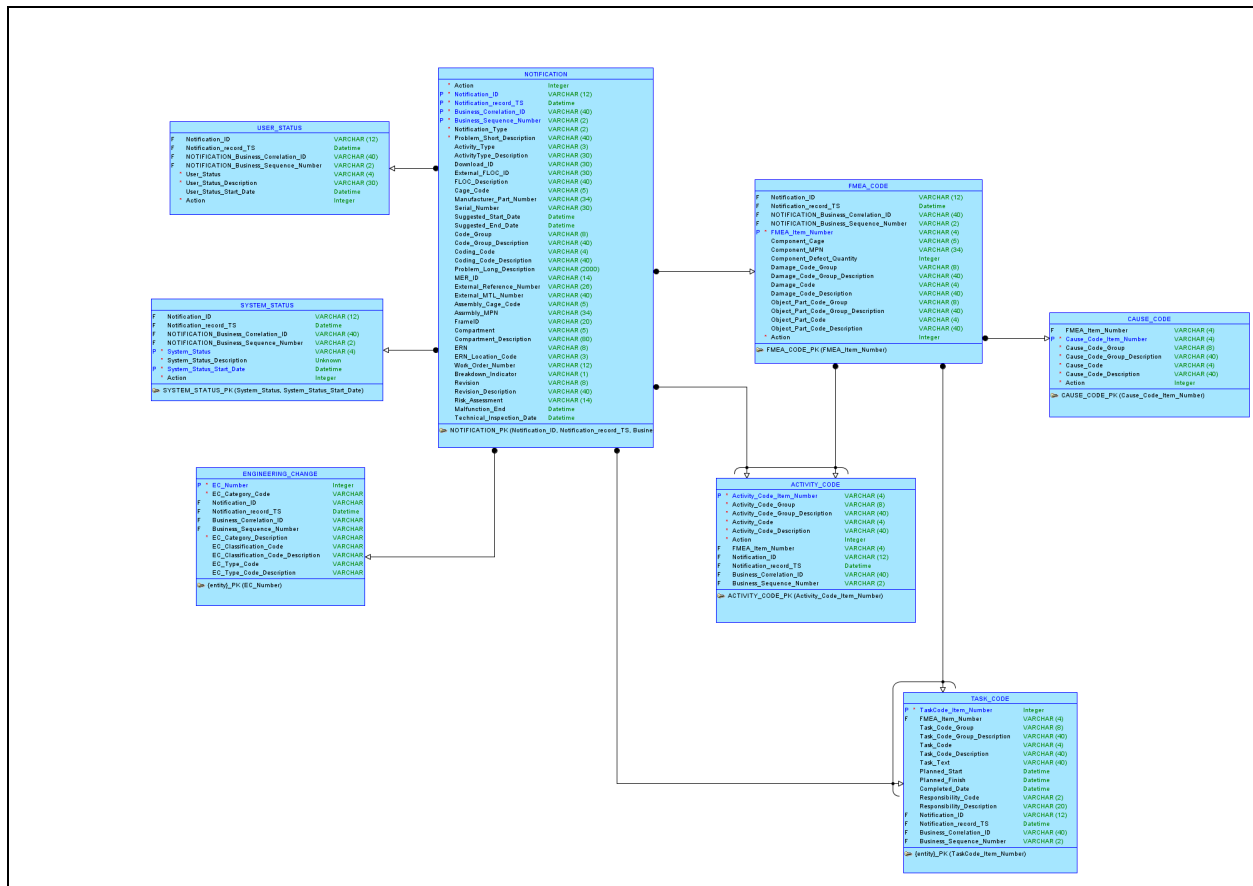 NOTIFICATION
* Action Integer
P * Notification_ID VARCHAR (12)
P * Notification_record_TS Datetime
P * Business_Correlation_ID VARCHAR (40)
P * Business_Sequence_Number VARCHAR (2)
* Notification_Type VARCHAR (2)
* Problem_Short_Description VARCHAR (40)
Activity_Type VARCHAR (3)
ActivityType_Description VARCHAR (30)
Download_ID VARCHAR (30)
External_FLOC_ID VARCHAR (30)
FLOC_Description VARCHAR (40)
Cage_Code VARCHAR (5)
Manufacturer_Part_Number VARCHAR (34)
Serial_Number VARCHAR (30)
Suggested_Start_Date Datetime
Suggested_End_Date Datetime
Code_Group VARCHAR (8)
Code_Group_Description VARCHAR (40)
Coding_Code VARCHAR (4)
Coding_Code_Description VARCHAR (40)
Problem_Long_Description VARCHAR (2000)
MER_ID VARCHAR (14)
External_Reference_Number VARCHAR (26)
External_MTL_Number VARCHAR (40)
Assembly_Cage_Code VARCHAR (5)
Assmbly_MPN VARCHAR (34)
FrameID VARCHAR (20)
Compartment VARCHAR (5)
Compartment_Description VARCHAR (80)
ERN VARCHAR (8)
ERN_Location_Code VARCHAR (3)
Work_Order_Number VARCHAR (12)
Breakdown_Indicator VARCHAR (1)
Revision VARCHAR (8)
Revision_Description VARCHAR (40)
Risk_Assessment VARCHAR (14)
Malfunction_End Datetime
Technical_Inspection_Date Datetime
NOTIFICATION_PK (Notification_ID, Notification_record_TS, Busine
USER_STATUS
F Notification_ID VARCHAR (12)
F Notification_record_TS Datetime
F NOTIFICATION_Business_Correlation_ID VARCHAR (40)
F NOTIFICATION_Business_Sequence_Number VARCHAR (2)
* User_Status VARCHAR (4)
* User_Status_Description VARCHAR (30)
User_Status_Start_Date Datetime
* Action Integer
FMEA_CODE
F Notification_ID VARCHAR (12)
F Notification_record_TS Datetime
F NOTIFICATION_Business_Correlation_ID VARCHAR (40)
F NOTIFICATION_Business_Sequence_Number VARCHAR (2)
P * FMEA_Item_Number VARCHAR (4)
Component_Cage VARCHAR (5)
Component_MPN VARCHAR (34)
Component_Defect_Quantity Integer
Damage_Code_Group VARCHAR (8)
Damage_Code_Group_Description VARCHAR (40)
Damage_Code VARCHAR (4)
Damage_Code_Description VARCHAR (40)
Object_Part_Code_Group VARCHAR (8)
Object_Part_Code_Group_Description VARCHAR (40)
Object_Part_Code VARCHAR (4)
Object_Part_Code_Description VARCHAR (40)
* Action Integer
FMEA_CODE_PK (FMEA_Item_Number)
SYSTEM_STATUS
F Notification_ID VARCHAR (12)
F Notification_record_TS Datetime
F NOTIFICATION_Business_Correlation_ID VARCHAR (40)
F NOTIFICATION_Business_Sequence_Number VARCHAR (2)
P * System_Status VARCHAR (4)
* System_Status_Description Unknown
P * System_Status_Start_Date Datetime
* Action Integer
SYSTEM_STATUS_PK (System_Status, System_Status_Start_Date)
CAUSE_CODE
F FMEA_Item_Number VARCHAR (4)
P * Cause_Code_Item_Number VARCHAR (4)
* Cause_Code_Group VARCHAR (8)
* Cause_Code_Group_Description VARCHAR (40)
* Cause_Code VARCHAR (4)
* Cause_Code_Description VARCHAR (40)
* Action Integer
CAUSE_CODE_PK (Cause_Code_Item_Number)
ENGINEERING_CHANGE
P * EC_Number Integer
* EC_Category_Code VARCHAR
F Notification_ID VARCHAR
F Notification_record_TS Datetime
F Business_Correlation_ID VARCHAR
F Business_Sequence_Number VARCHAR
* EC_Category_Description VARCHAR
EC_Classification_Code VARCHAR
EC_Classification_Code_Description VARCHAR
EC_Type_Code VARCHAR
EC_Type_Code_Description VARCHAR
{entity}_PK (EC_Number)
ACTIVITY_CODE
P * Activity_Code_Item_Number VARCHAR (4)
* Activity_Code_Group VARCHAR (8)
* Activity_Code_Group_Description VARCHAR (40)
* Activity_Code VARCHAR (4)
* Activity_Code_Description VARCHAR (40)
* Action Integer
F FMEA_Item_Number VARCHAR (4)
F Notification_ID VARCHAR (12)
F Notification_record_TS Datetime
F Business_Correlation_ID VARCHAR (40)
F Business_Sequence_Number VARCHAR (2)
ACTIVITY_CODE_PK (Activity_Code_Item_Number)
TASK_CODE
P * TaskCode_Item_Number Integer
F FMEA_Item_Number VARCHAR (4)
Task_Code_Group VARCHAR (8)
Task_Code_Group_Description VARCHAR (40)
Task_Code VARCHAR (4)
Task_Code_Description VARCHAR (40)
Task_Text VARCHAR (40)
Planned_Start Datetime
Planned_Finish Datetime
Completed_Date Datetime
Responsibility_Code VARCHAR (2)
Responsibility_Description VARCHAR (20)
F Notification_ID VARCHAR (12)
F Notification_record_TS Datetime
F Business_Correlation_ID VARCHAR (40)
F Business_Sequence_Number VARCHAR (2)
{entity}_PK (TaskCode_Item_Number)